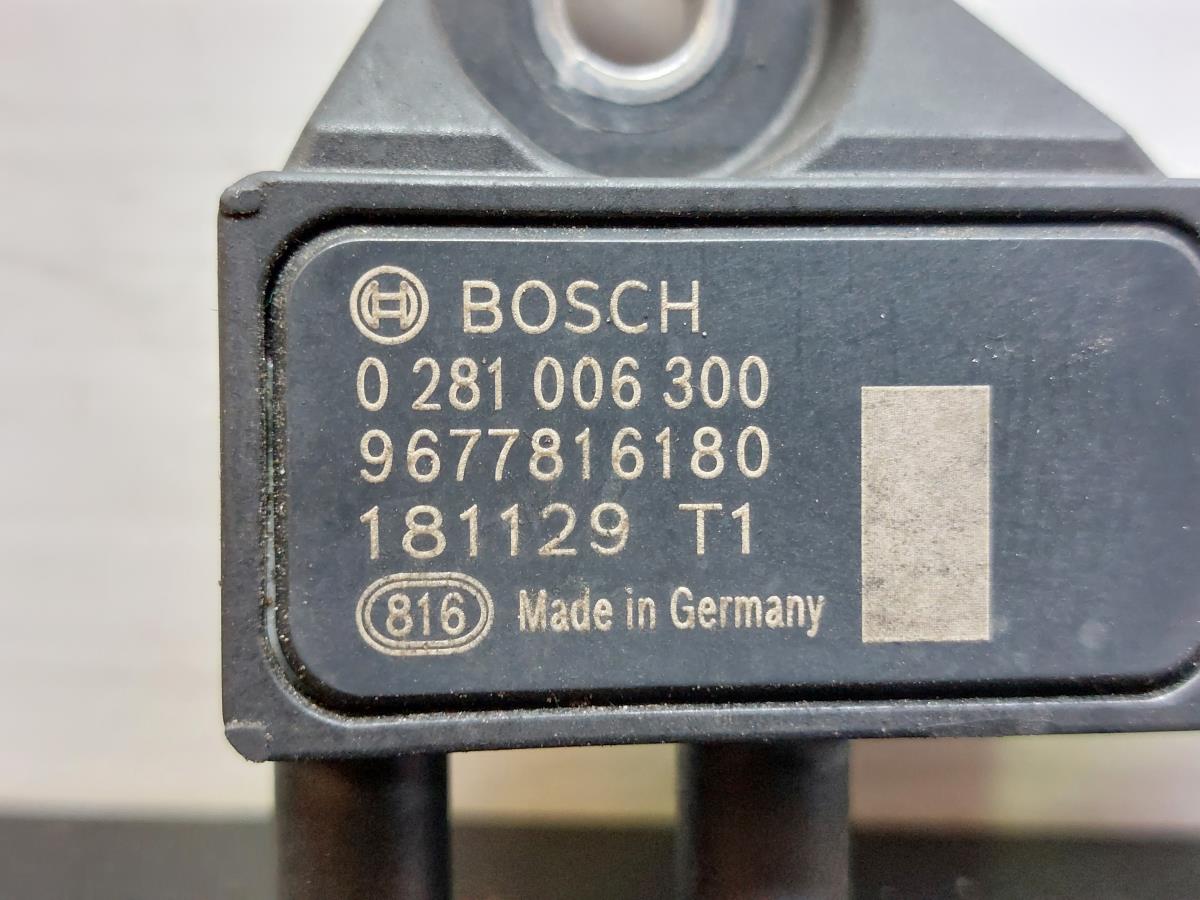 BOSCH
0 281 006 300
9677816180
181129 T1
816 Made in Germany